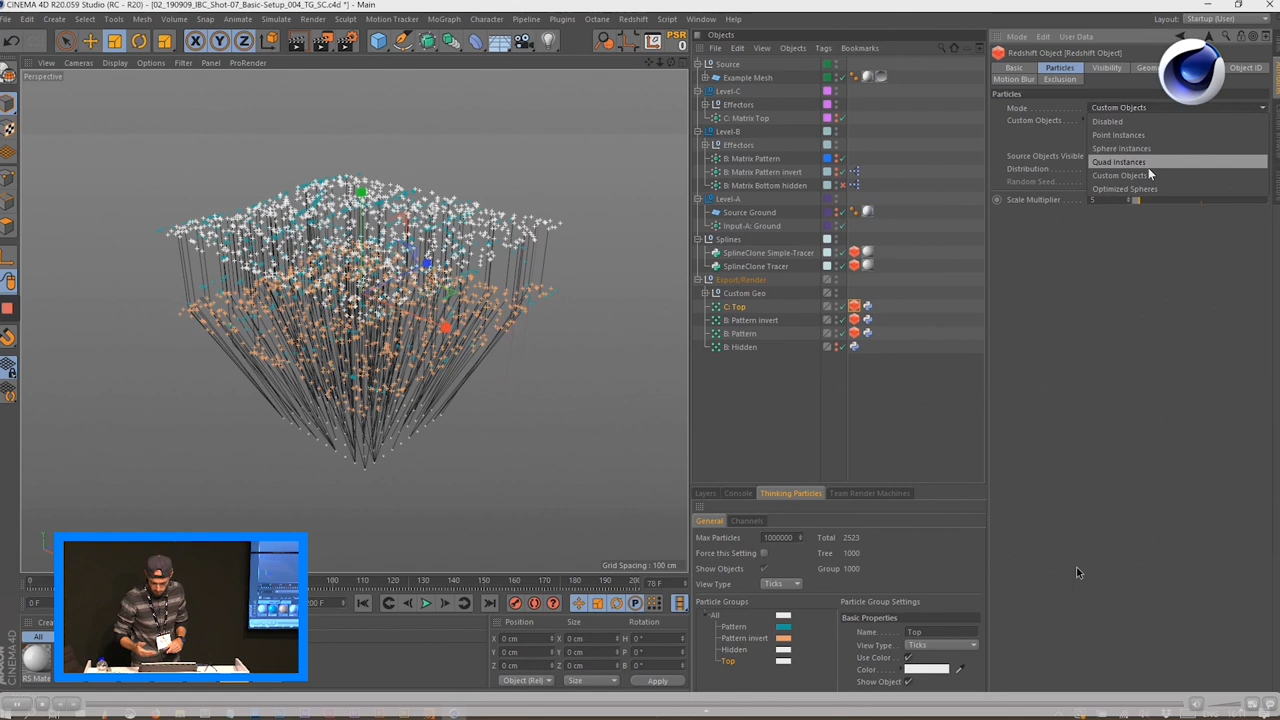 CINEMA 4D R20.059 Studio (RC - R20) - [02_190909_IBC_Shot-07_Basic-Setup_004_TG_SC.c4d *] - Main
Create Select Tools Mesh Volume Snap Animate Simulate Render Sculpt Motion Tracker MoGraph Character Pipeline Plugins Octane Redshift Script Window Help
Layout: Startup (User)
X Y Z
PSR
0
View Cameras Display Options Filter Panel ProRender
Perspective
Grid Spacing : 100 cm
Objects
File Edit View Objects Tags Bookmarks
Source
Example Mesh
Level-C
Effectors
C: Matrix Top
Level-B
Effectors
B: Matrix Pattern
B: Matrix Pattern invert
B: Matrix Bottom hidden
Level-A
Source Ground
Input-A: Ground
Splines
SplineClone Simple-Tracer
SplineClone Tracer
Export/Render
Custom Geo
C: Top
B: Pattern invert
B: Pattern
B: Hidden
Mode Edit User Data
Redshift Object [Redshift Object]
Basic Particles Visibility Object ID
Motion Blur Exclusion
Particles
Mode Custom Objects
Custom Objects
Source Objects Visible
Distribution
Random Seed
Scale Multiplier 5
Disabled
Point Instances
Sphere Instances
Quad Instances
Custom Objects
Optimized Spheres
Layers Console Thinking Particles Team Render Machines
General Channels
Max Particles 1000000 Total 2523
Force this Setting Tree 1000
Show Objects Group 1000
View Type Ticks
Particle Groups
All
Pattern
Pattern invert
Hidden
Top
Particle Group Settings
Basic Properties
Name: Top
View Type: Ticks
Use Color
Color
Show Object
0 110 120 130 140 150 160 170 180 190 200 78 F
0 F 200 F
All
RS Mate
Position Size Rotation
X 0 cm X 0 cm H 0 °
Y 0 cm Y 0 cm P 0 °
Z 0 cm Z 0 cm B 0 °
Object (Rel) Size Apply
CINEMA 4D